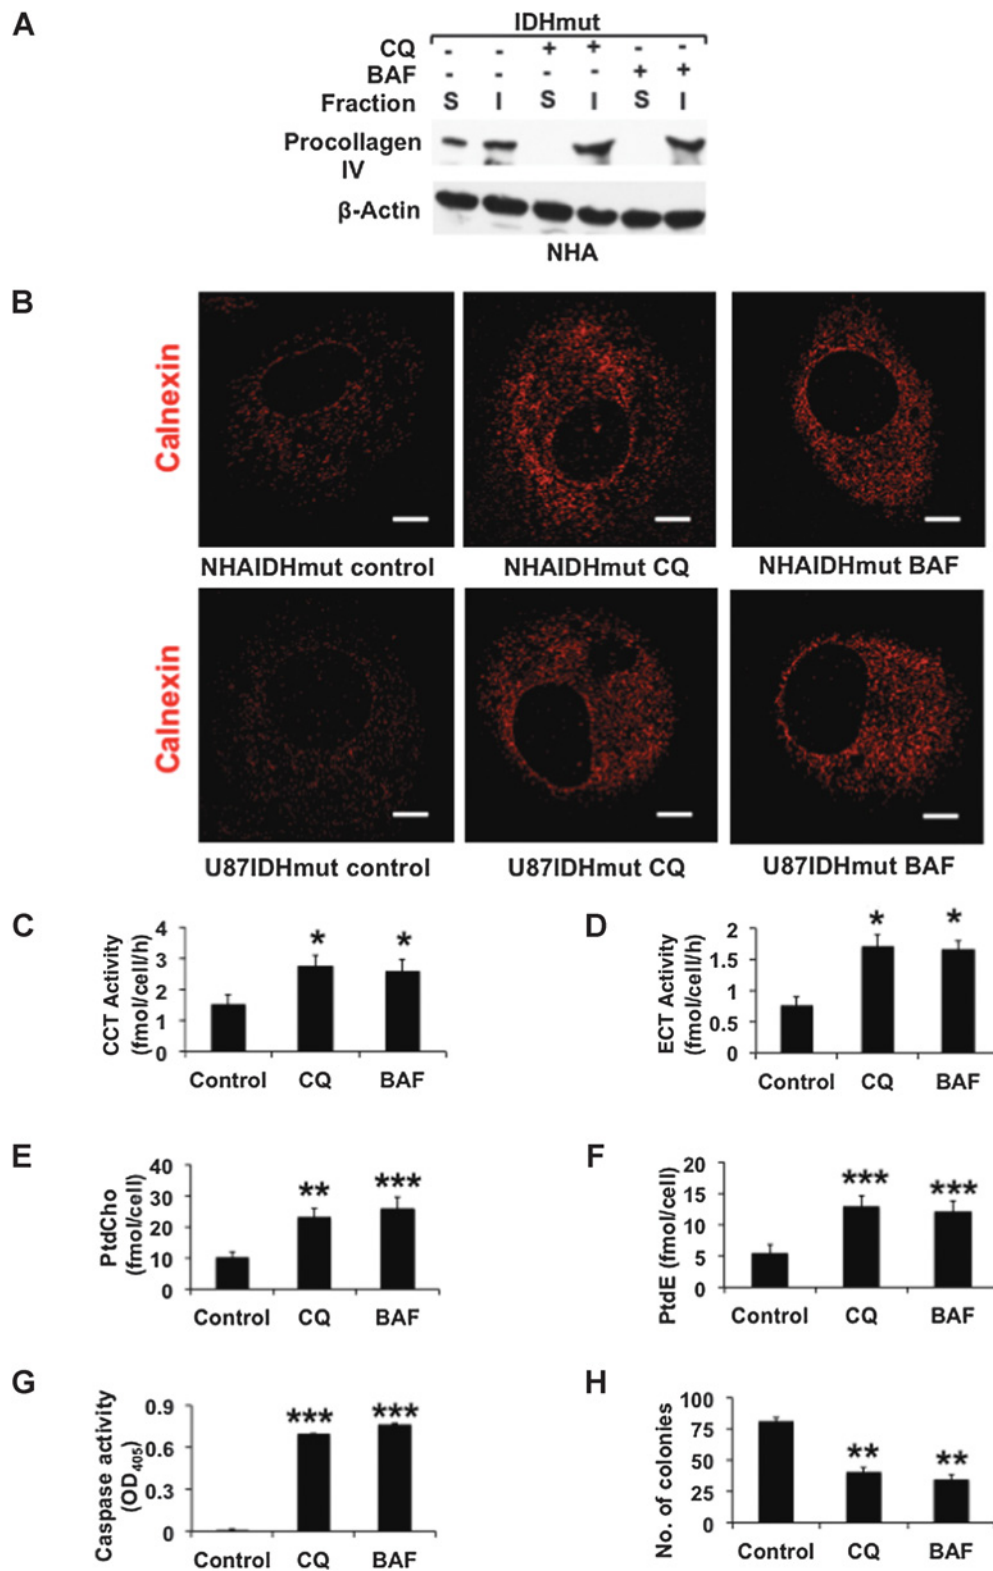 A
IDHmut
CQ - - + + - -
BAF - - - - + +
Fraction S I S I S I
Procollagen
IV
β-Actin
NHA
B
Calnexin
NHAIDHmut control
NHAIDHmut CQ
NHAIDHmut BAF
Calnexin
U87IDHmut control
U87IDHmut CQ
U87IDHmut BAF
C
CCT Activity
(fmol/cell/h)
4
3
2
1
0
*
*
Control
CQ
BAF
D
ECT Activity
(fmol/cell/h)
2
1.5
1
0.5
0
*
*
Control
CQ
BAF
E
PtdCho
(fmol/cell)
40
30
20
10
0
**
***
Control
CQ
BAF
F
PtdE (fmol/cell)
20
15
10
5
0
***
***
Control
CQ
BAF
G
Caspase activity
(OD405)
0.9
0.6
0.3
0
***
***
Control
CQ
BAF
H
No. of colonies
100
75
50
25
0
**
**
Control
CQ
BAF